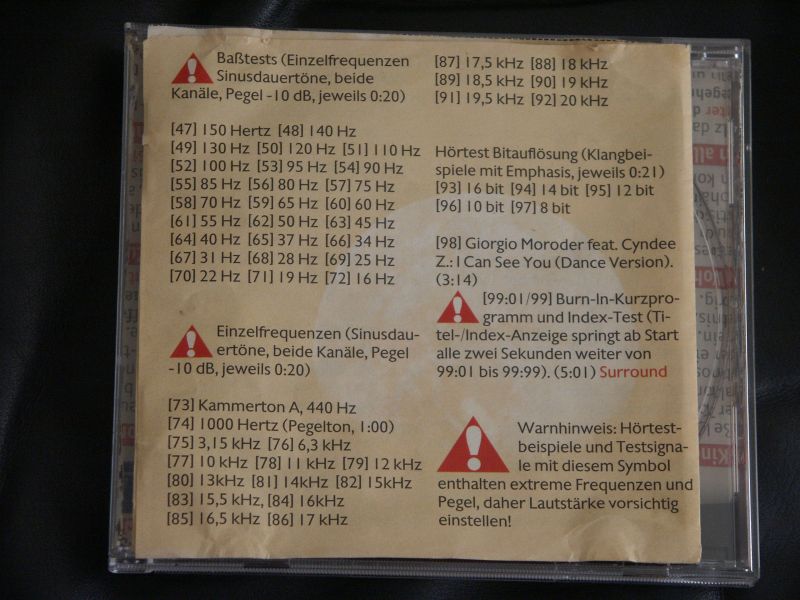 Baßtests (Einzelfrequenzen
Sinusdauertöne, beide
Kanäle, Pegel -10 dB, jeweils 0:20)
[47] 150 Hertz [48] 140 Hz
[49] 130 Hz [50] 120 Hz [51] 110 Hz
[52] 100 Hz [53] 95 Hz [54] 90 Hz
[55] 85 Hz [56] 80 Hz [57] 75 Hz
[58] 70 Hz [59] 65 Hz [60] 60 Hz
[61] 55 Hz [62] 50 Hz [63] 45 Hz
[64] 40 Hz [65] 37 Hz [66] 34 Hz
[67] 31 Hz [68] 28 Hz [69] 25 Hz
[70] 22 Hz [71] 19 Hz [72] 16 Hz
Einzelfrequenzen (Sinusdau-
ertöne, beide Kanäle, Pegel
-10 dB, jeweils 0:20)
[73] Kammerton A, 440 Hz
[74] 1000 Hertz (Pegelton, 1:00)
[75] 3,15 kHz [76] 6,3 kHz
[77] 10 kHz [78] 11 kHz [79] 12 kHz
[80] 13kHz [81] 14kHz [82] 15kHz
[83] 15,5 kHz, [84] 16kHz
[85] 16,5 kHz [86] 17 kHz
[87] 17,5 kHz [88] 18 kHz
[89] 18,5 kHz [90] 19 kHz
[91] 19,5 kHz [92] 20 kHz
Hörtest Bitauflösung (Klangbei-
spiele mit Emphasis, jeweils 0:21)
[93] 16 bit [94] 14 bit [95] 12 bit
[96] 10 bit [97] 8 bit
[98] Giorgio Moroder feat. Cyndee
Z.: I Can See You (Dance Version).
(3:14)
[99:01/99] Burn-In-Kurzpro-
gramm und Index-Test (Ti-
tel-/Index-Anzeige springt ab Start
alle zwei Sekunden weiter von
99:01 bis 99:99). (5:01) Surround
Warnhinweis: Hörtest-
beispiele und Testsigna-
le mit diesem Symbol
enthalten extreme Frequenzen und
Pegel, daher Lautstärke vorsichtig
einstellen!